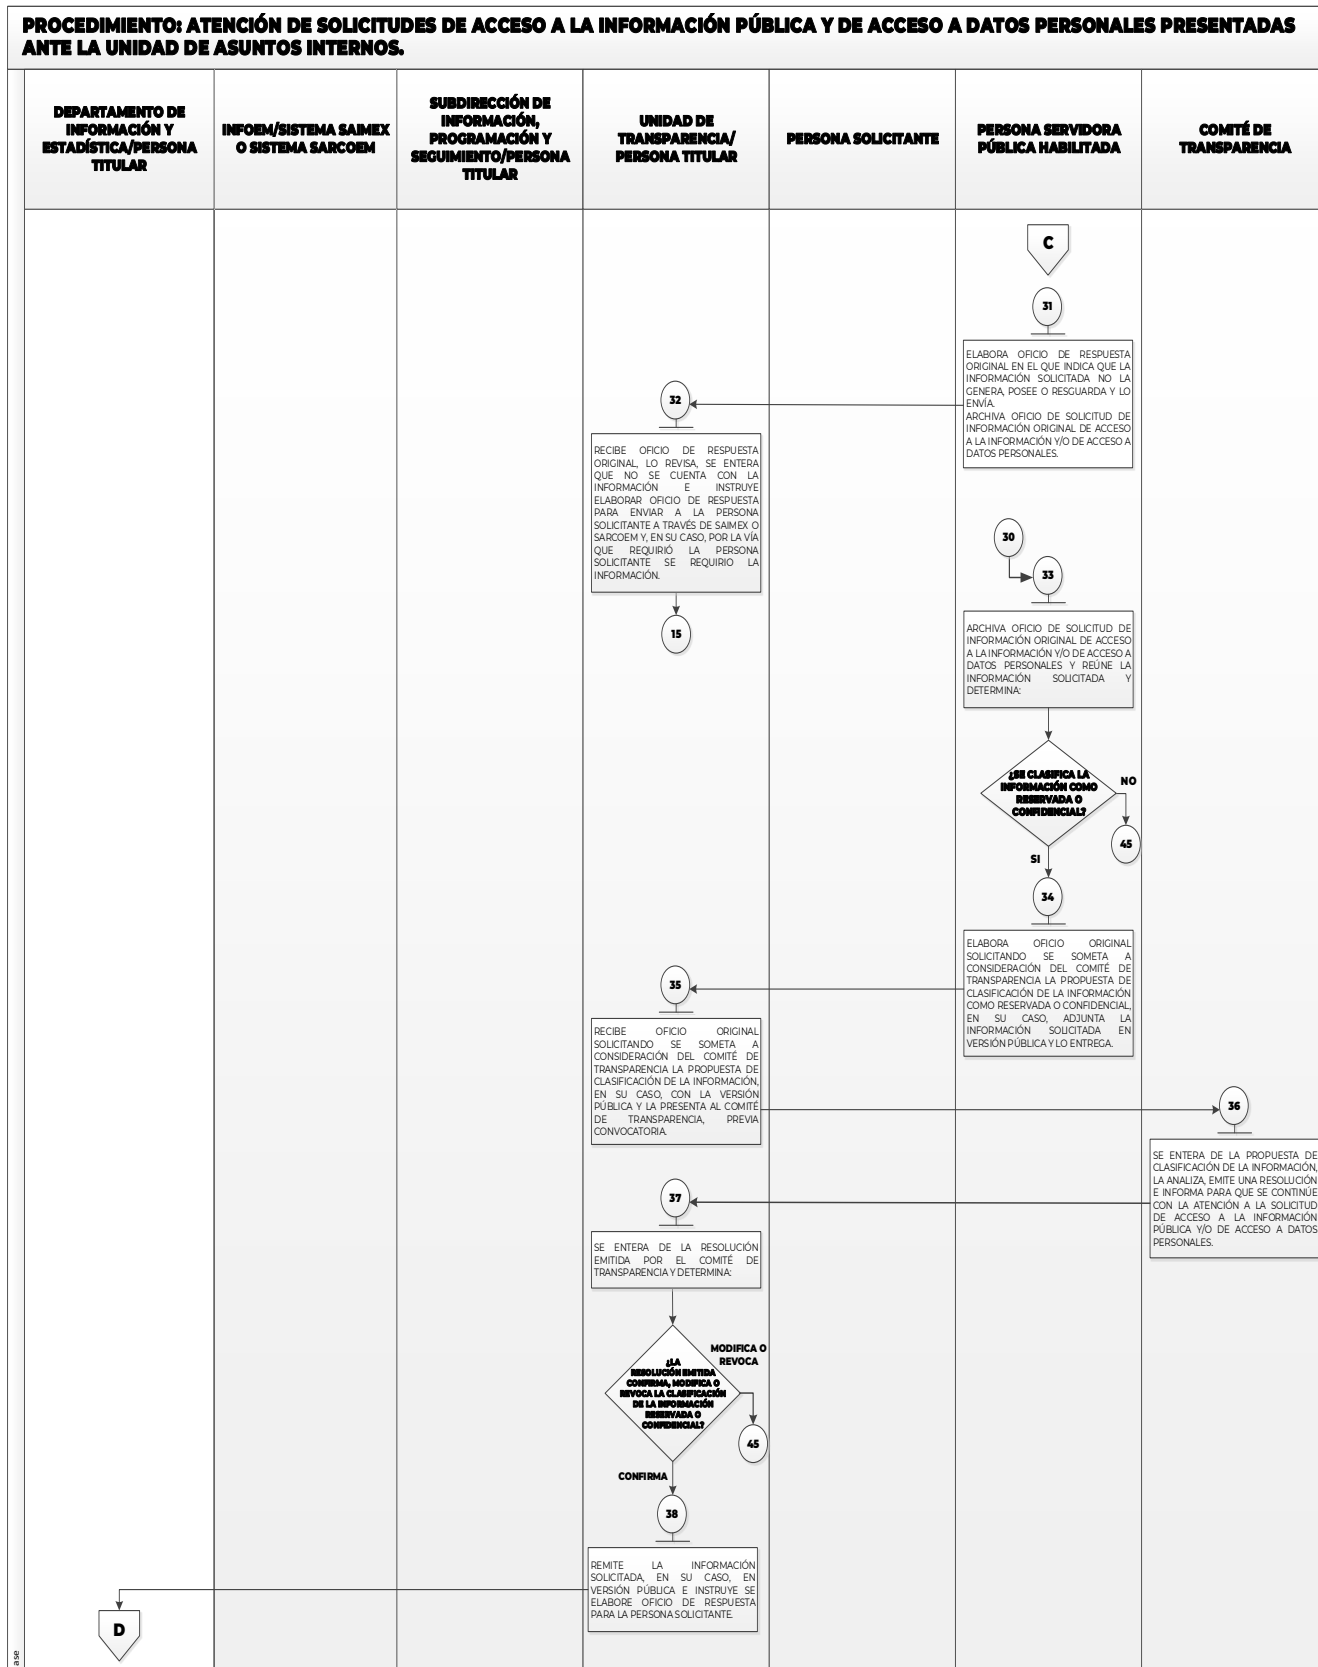 PROCEDIMIENTO: ATENCIÓN DE SOLICITUDES DE ACCESO A LA INFORMACIÓN PÚBLICA Y DE ACCESO A DATOS PERSONALES PRESENTADAS
ANTE LA UNIDAD DE ASUNTOS INTERNOS.
DEPARTAMENTO DE
INFORMACIÓN Y
ESTADÍSTICA/PERSONA
TITULAR
INFOEM/SISTEMA SAIMEX
O SISTEMA SARCOEM
SUBDIRECCIÓN DE
INFORMACIÓN,
PROGRAMACIÓN Y
SEGUIMIENTO/PERSONA
TITULAR
UNIDAD DE
TRANSPARENCIA/
PERSONA TITULAR
PERSONA SOLICITANTE
PERSONA SERVIDORA
PÚBLICA HABILITADA
COMITÉ DE
TRANSPARENCIA
C
31
ELABORA OFICIO DE RESPUESTA
ORIGINAL EN EL QUE INDICA QUE LA
INFORMACIÓN SOLICITADA NO LA
GENERA, POSEE O RESGUARDA Y LO
ENVÍA.
ARCHIVA OFICIO DE SOLICITUD DE
INFORMACIÓN ORIGINAL DE ACCESO
A LA INFORMACIÓN Y/O DE ACCESO A
DATOS PERSONALES.
32
RECIBE OFICIO DE RESPUESTA
ORIGINAL, LO REVISA, SE ENTERA
QUE NO SE CUENTA CON LA
INFORMACIÓN E INSTRUYE
ELABORAR OFICIO DE RESPUESTA
PARA ENVIAR A LA PERSONA
SOLICITANTE A TRAVÉS DE SAIMEX O
SARCOEM Y, EN SU CASO, POR LA VÍA
QUE REQUIRIÓ LA PERSONA
SOLICITANTE SE REQUIRIO LA
INFORMACIÓN.
15
30
33
ARCHIVA OFICIO DE SOLICITUD DE
INFORMACIÓN ORIGINAL DE ACCESO
A LA INFORMACIÓN Y/O DE ACCESO A
DATOS PERSONALES Y REÚNE LA
INFORMACIÓN SOLICITADA Y
DETERMINA:
¿SE CLASIFICA LA
INFORMACIÓN COMO
RESERVADA O
CONFIDENCIAL?
NO
45
SI
34
ELABORA OFICIO ORIGINAL
SOLICITANDO SE SOMETA A
CONSIDERACIÓN DEL COMITÉ DE
TRANSPARENCIA LA PROPUESTA DE
CLASIFICACIÓN DE LA INFORMACIÓN
COMO RESERVADA O CONFIDENCIAL,
EN SU CASO, ADJUNTA LA
INFORMACIÓN SOLICITADA EN
VERSIÓN PÚBLICA Y LO ENTREGA.
35
RECIBE OFICIO ORIGINAL
SOLICITANDO SE SOMETA A
CONSIDERACIÓN DEL COMITÉ DE
TRANSPARENCIA LA PROPUESTA DE
CLASIFICACIÓN DE LA INFORMACIÓN,
EN SU CASO, CON LA VERSIÓN
PÚBLICA Y LA PRESENTA AL COMITÉ
DE TRANSPARENCIA, PREVIA
CONVOCATORIA.
36
SE ENTERA DE LA PROPUESTA DE
CLASIFICACIÓN DE LA INFORMACIÓN,
LA ANALIZA, EMITE UNA RESOLUCIÓN
E INFORMA PARA QUE SE CONTINÚE
CON LA ATENCIÓN A LA SOLICITUD
DE ACCESO A LA INFORMACIÓN
PÚBLICA Y/O DE ACCESO A DATOS
PERSONALES.
37
SE ENTERA DE LA RESOLUCIÓN
EMITIDA POR EL COMITÉ DE
TRANSPARENCIA Y DETERMINA:
¿LA
RESOLUCIÓN EMITIDA
CONFIRMA, MODIFICA O
REVOCA LA CLASIFICACIÓN
DE LA INFORMACIÓN
RESERVADA O
CONFIDENCIAL?
MODIFICA O
REVOCA
45
CONFIRMA
38
REMITE LA INFORMACIÓN
SOLICITADA, EN SU CASO, EN
VERSIÓN PÚBLICA E INSTRUYE SE
ELABORE OFICIO DE RESPUESTA
PARA LA PERSONA SOLICITANTE.
D
ase